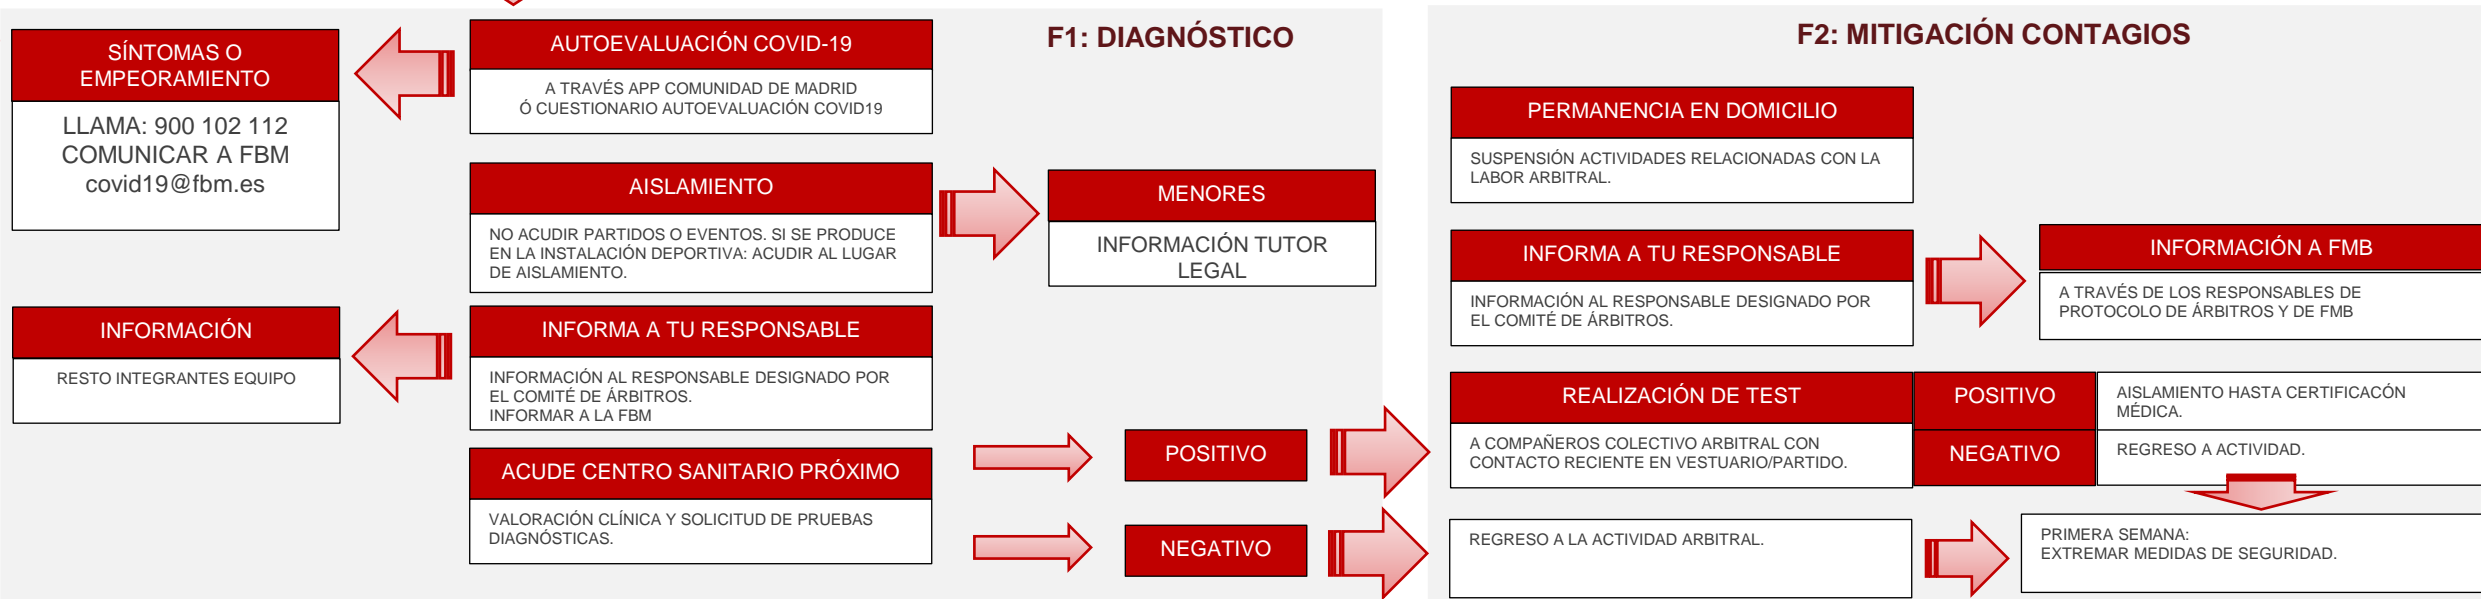 F1: DIAGNÓSTICO
SÍNTOMAS O
EMPEORAMIENTO
LLAMA: 900 102 112
COMUNICAR A FBM
covid19@fbm.es
AUTOEVALUACIÓN COVID-19
A TRAVÉS APP COMUNIDAD DE MADRID
Ó CUESTIONARIO AUTOEVALUACIÓN COVID19
AISLAMIENTO
NO ACUDIR PARTIDOS O EVENTOS. SI SE PRODUCE
EN LA INSTALACIÓN DEPORTIVA: ACUDIR AL LUGAR
DE AISLAMIENTO.
MENORES
INFORMACIÓN TUTOR
LEGAL
INFORMACIÓN
RESTO INTEGRANTES EQUIPO
INFORMA A TU RESPONSABLE
INFORMACIÓN AL RESPONSABLE DESIGNADO POR
EL COMITÉ DE ÁRBITROS.
INFORMAR A LA FBM
ACUDE CENTRO SANITARIO PRÓXIMO
VALORACIÓN CLÍNICA Y SOLICITUD DE PRUEBAS
DIAGNÓSTICAS.
POSITIVO
NEGATIVO
F2: MITIGACIÓN CONTAGIOS
PERMANENCIA EN DOMICILIO
SUSPENSIÓN ACTIVIDADES RELACIONADAS CON LA
LABOR ARBITRAL.
INFORMA A TU RESPONSABLE
INFORMACIÓN AL RESPONSABLE DESIGNADO POR
EL COMITÉ DE ÁRBITROS.
INFORMACIÓN A FMB
A TRAVÉS DE LOS RESPONSABLES DE
PROTOCOLO DE ÁRBITROS Y DE FMB
REALIZACIÓN DE TEST
A COMPAÑEROS COLECTIVO ARBITRAL CON
CONTACTO RECIENTE EN VESTUARIO/PARTIDO.
POSITIVO
AISLAMIENTO HASTA CERTIFICACÓN
MÉDICA.
NEGATIVO
REGRESO A ACTIVIDAD.
REGRESO A LA ACTIVIDAD ARBITRAL.
PRIMERA SEMANA:
EXTREMAR MEDIDAS DE SEGURIDAD.